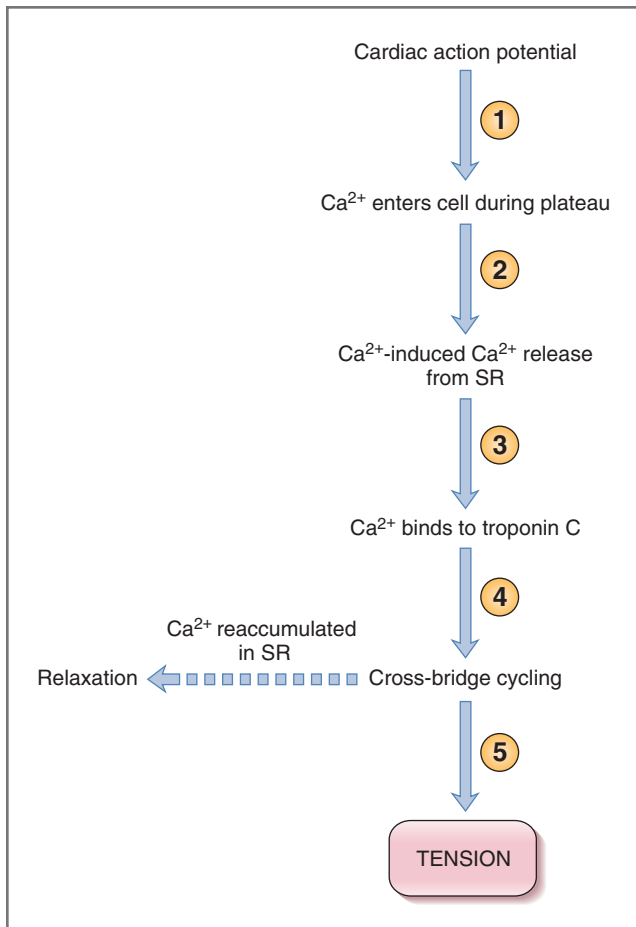 Cardiac action potential
1
Ca²⁺ enters cell during plateau
2
Ca²⁺-induced Ca²⁺ release
from SR
3
Ca²⁺ binds to troponin C
4
Ca²⁺ reaccumulated
in SR
Relaxation
Cross-bridge cycling
5
TENSION